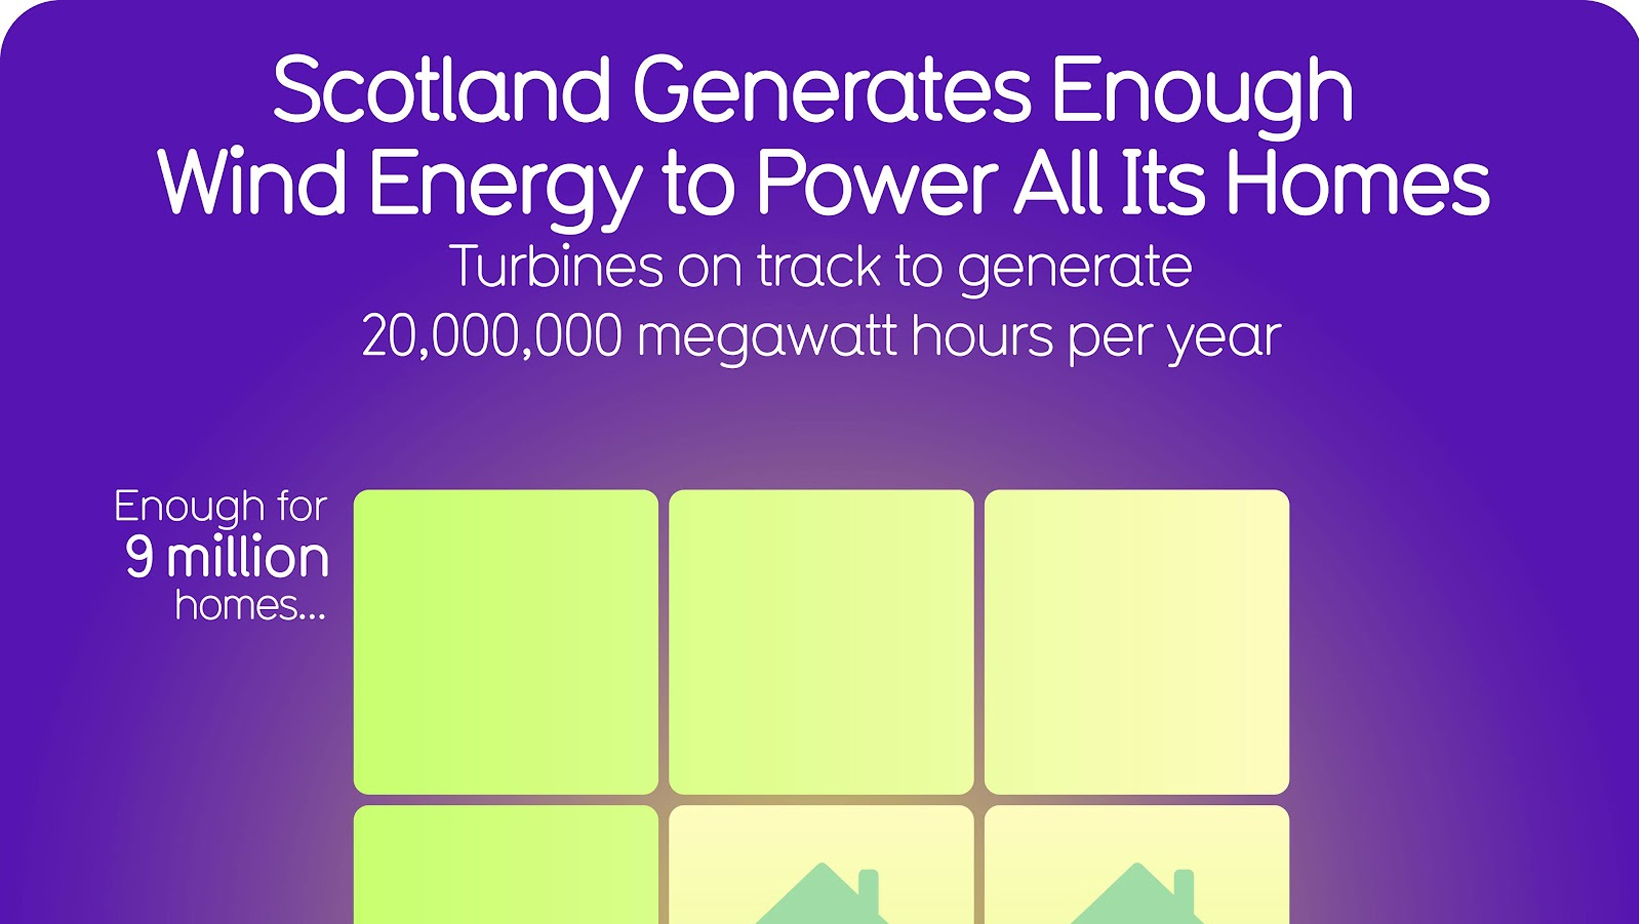 Scotland Generates Enough
Wind Energy to Power All Its Homes
Turbines on track to generate
20,000,000 megawatt hours per year
Enough for
9 million
homes...